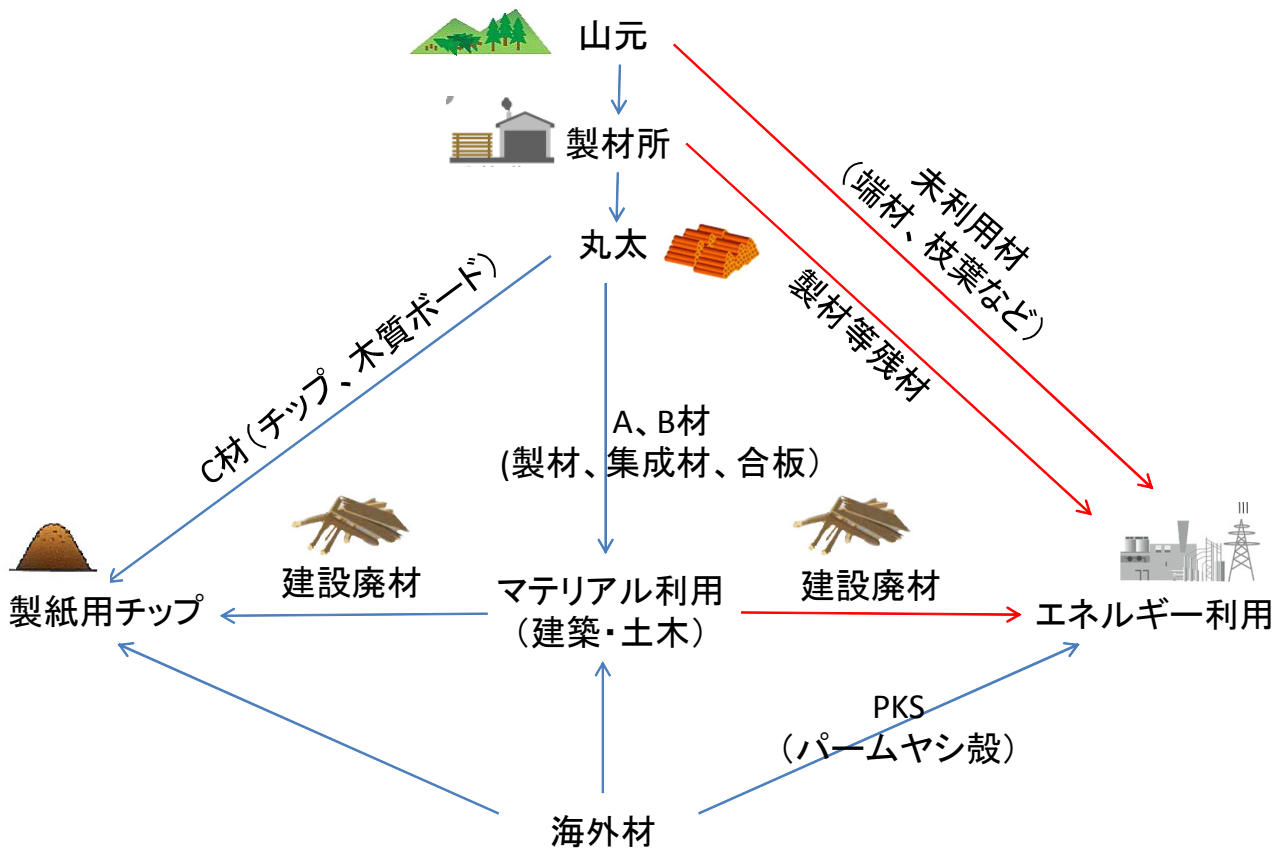 山元
製材所
丸太
未利用材
（端材、枝葉など）
製材等残材
C材（チップ、木質ボード）
A、B材
(製材、集成材、合板）
建設廃材
建設廃材
製紙用チップ
マテリアル利用
（建築・土木）
エネルギー利用
PKS
（パームヤシ殻）
海外材